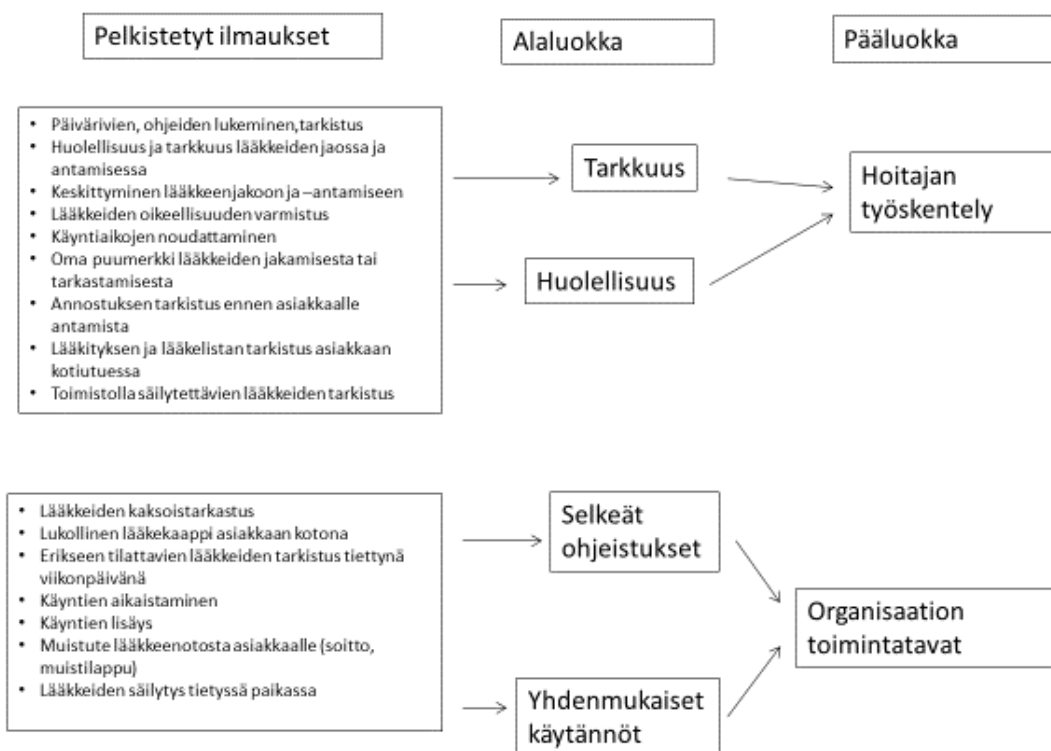 Pelkistetyt ilmaukset
Alaluokka
Pääluokka
• Päivärivien, ohjeiden lukeminen,tarkistus
• Huolellisuus ja tarkkuus lääkkeiden jaossa ja
antamisessa
• Keskittyminen lääkkeenjakoon ja –antamiseen
• Lääkkeiden oikeellisuuden varmistus
• Käyntiaikojen noudattaminen
• Oma puumerkki lääkkeiden jakamisesta tai
tarkastamisesta
• Annostuksen tarkistus ennen asiakkaalle
antamista
• Lääkityksen ja lääkelistan tarkistus asiakkaan
kotiutuessa
• Toimistolla säilytettävien lääkkeiden tarkistus
Tarkkuus
Huolellisuus
Hoitajan
työskentely
• Lääkkeiden kaksoistarkastus
• Lukollinen lääkekaappi asiakkaan kotona
• Erikseen tilattavien lääkkeiden tarkistus tiettynä
viikonpäivänä
• Käyntien aikaistaminen
• Käyntien lisäys
• Muistute lääkkeenotosta asiakkaalle (soitto,
muistilappu)
• Lääkkeiden säilytys tietyssä paikassa
Selkeät
ohjeistukset
Yhdenmukaiset
käytännöt
Organisaation
toimintatavat